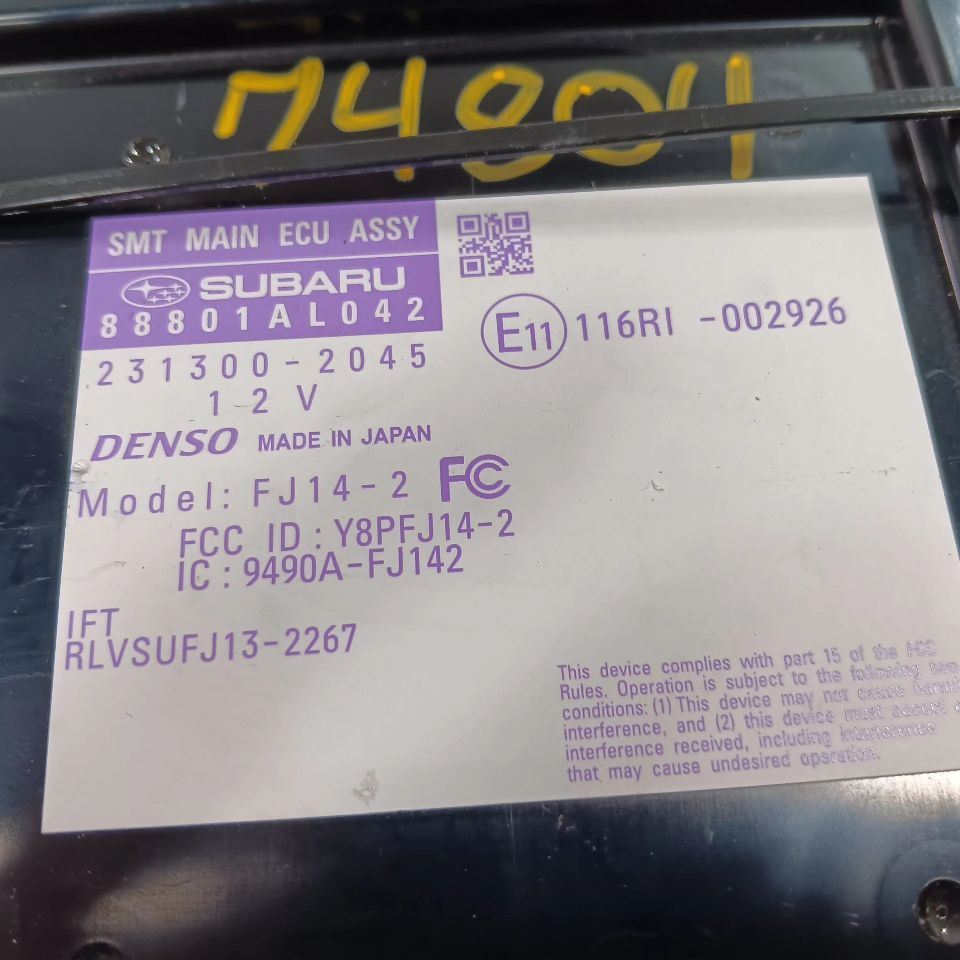 74804
SMT MAIN ECU ASSY
SUBARU
88801AL042
231300-2045
12V
E11 116RI -002926
DENSO MADE IN JAPAN
Model: FJ14-2 FC
FCC ID : Y8PFJ14-2
IC : 9490A-FJ142
IFT
RLVSUFJ13-2267
This device complies with part 15 of the FCC
Rules. Operation is subject to the following two
conditions: (1) This device may not cause
interference, and (2) this device must accept
interference received, including interference
that may cause undesired operation.